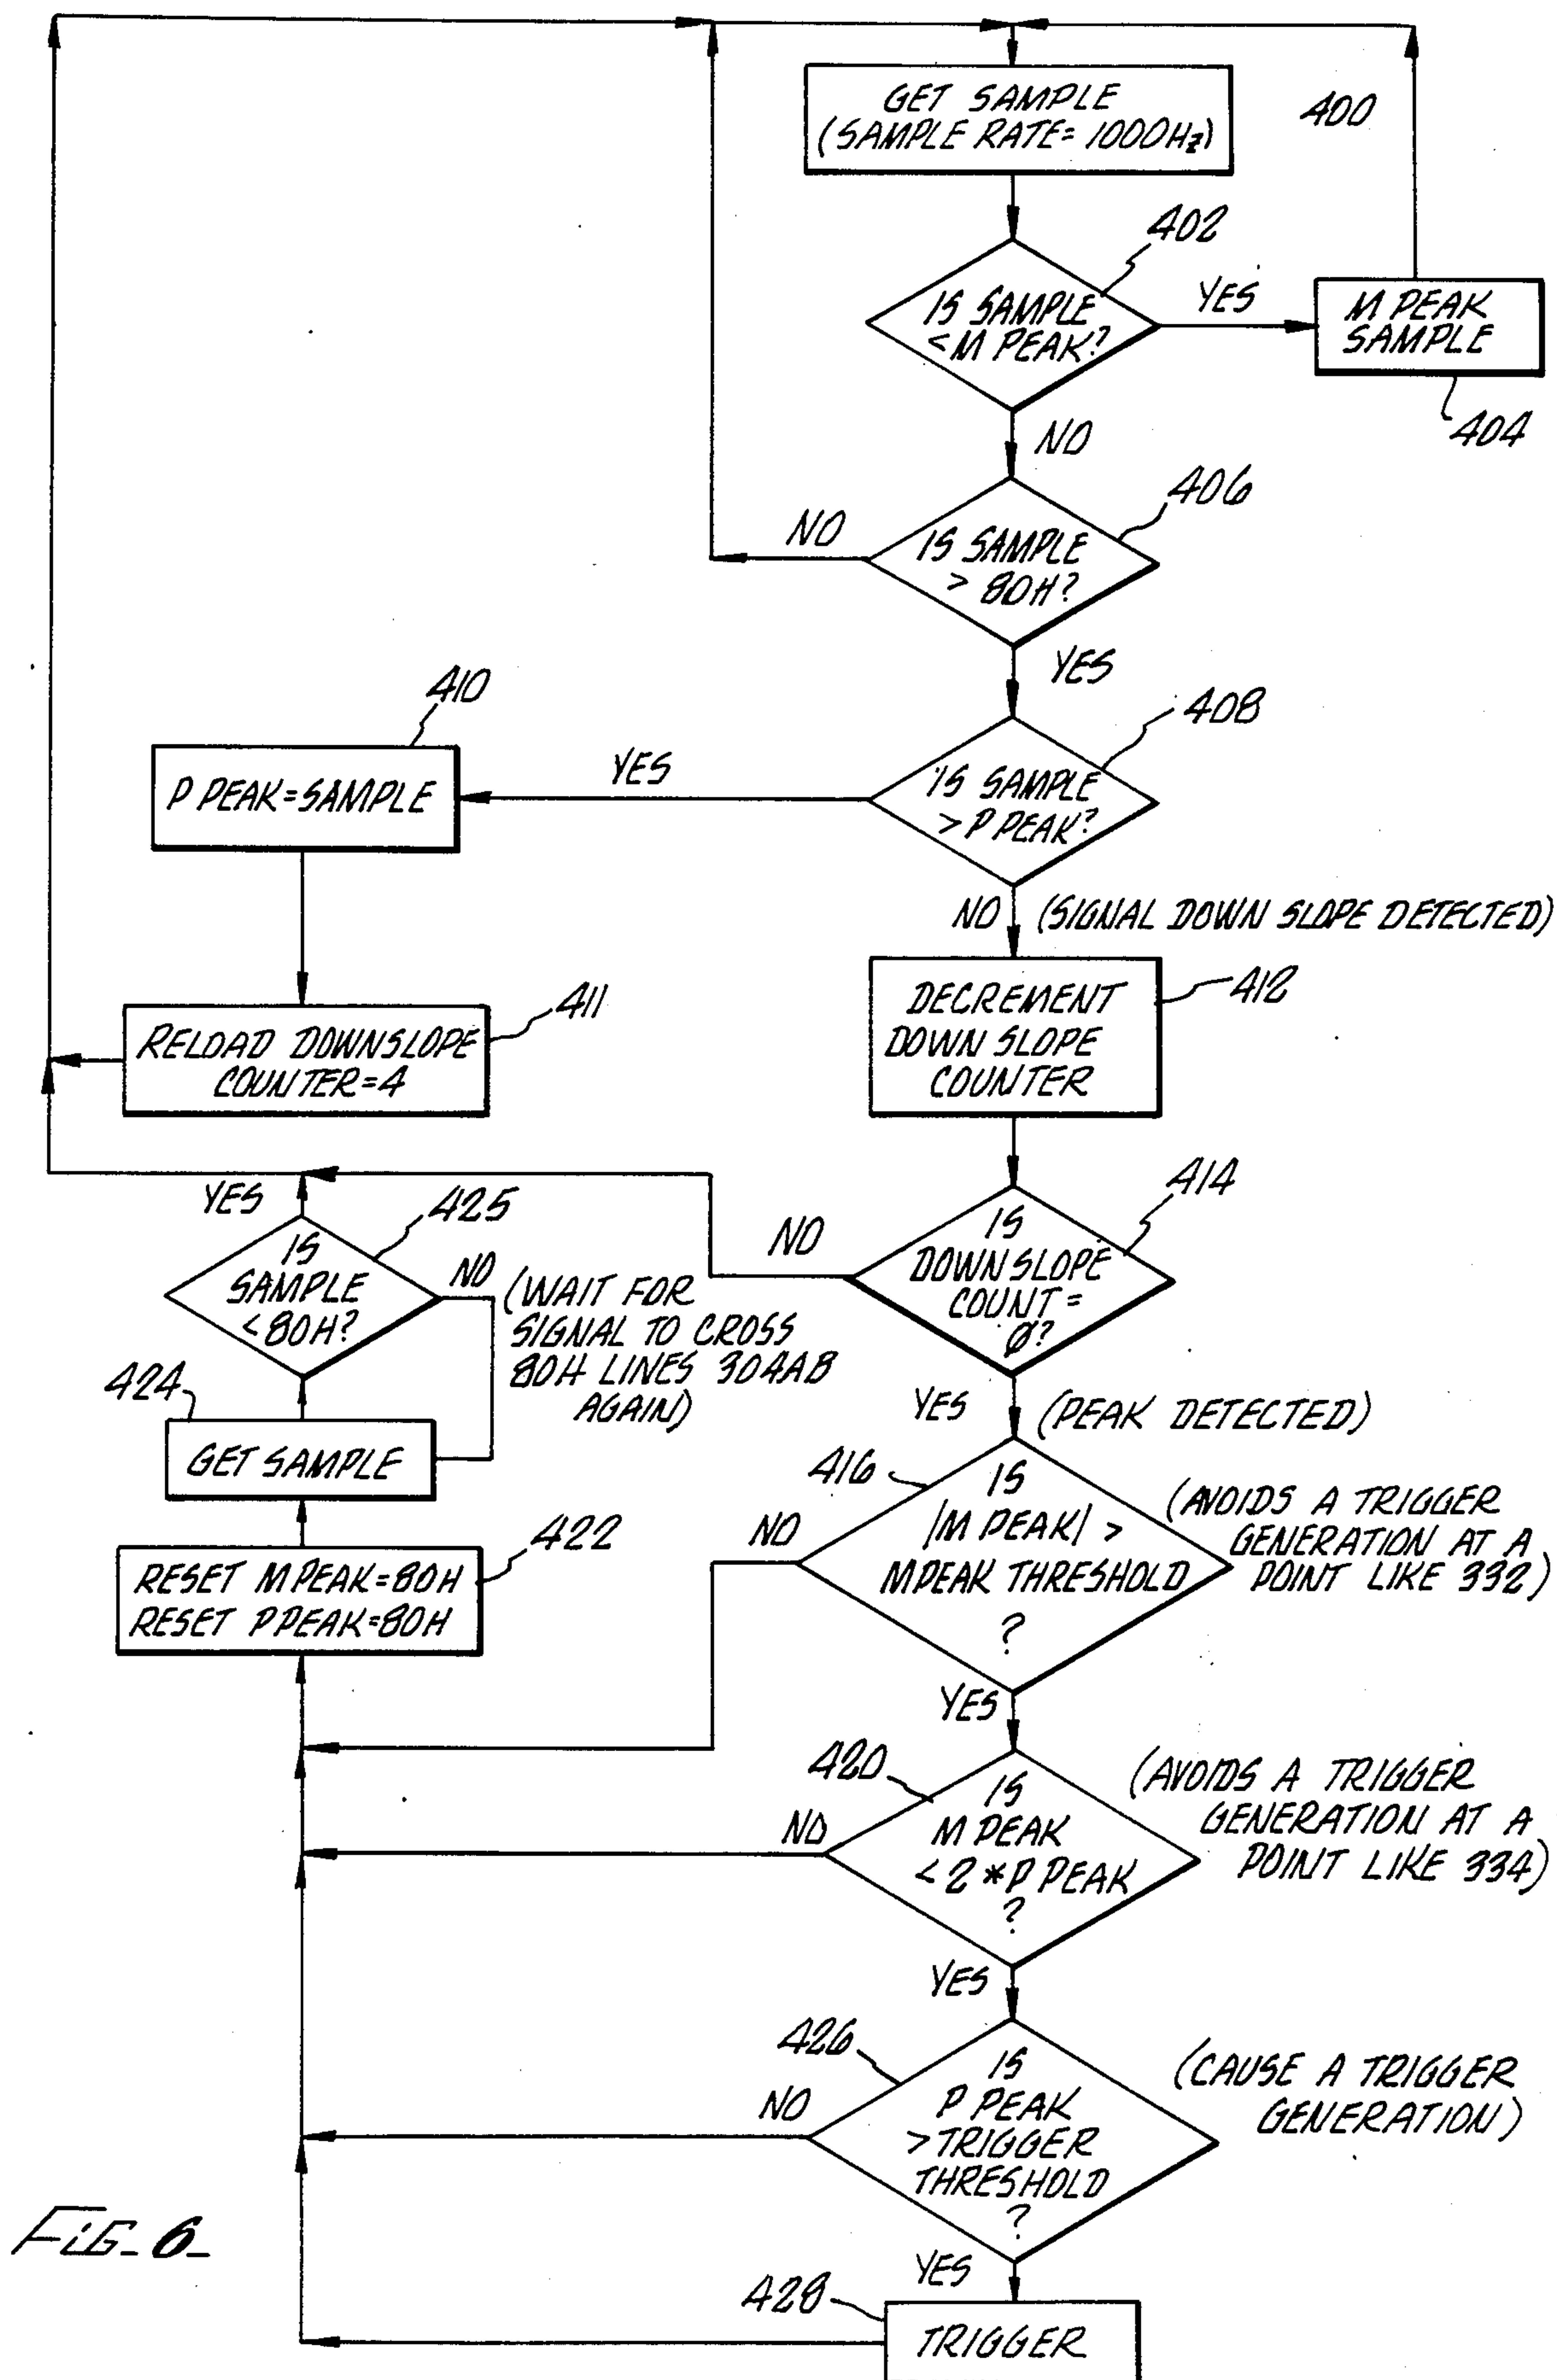 GET SAMPLE
(SAMPLE RATE= 1000Hz)
400
402
IS SAMPLE
< M PEAK?
YES
M PEAK
SAMPLE
404
NO
406
IS SAMPLE
> 80H?
NO
YES
408
IS SAMPLE
> P PEAK?
YES
410
P PEAK=SAMPLE
NO (SIGNAL DOWN SLOPE DETECTED)
411
RELOAD DOWNSLOPE
COUNTER=4
412
DECREMENT
DOWN SLOPE
COUNTER
414
IS
DOWN SLOPE
COUNT =
Ø?
NO
YES
425
IS
SAMPLE
< 80H?
NO
(WAIT FOR
SIGNAL TO CROSS
80H LINES 304AB
AGAIN)
424
GET SAMPLE
YES (PEAK DETECTED)
416
IS
|M PEAK| >
MPEAK THRESHOLD
?
(AVOIDS A TRIGGER
GENERATION AT A
POINT LIKE 332)
NO
422
RESET MPEAK=80H
RESET PPEAK=80H
YES
420
IS
M PEAK
< 2 * P PEAK
?
(AVOIDS A TRIGGER
GENERATION AT A
POINT LIKE 334)
NO
YES
426
IS
P PEAK
> TRIGGER
THRESHOLD
?
(CAUSE A TRIGGER
GENERATION)
NO
YES
428
TRIGGER
FIG_6_